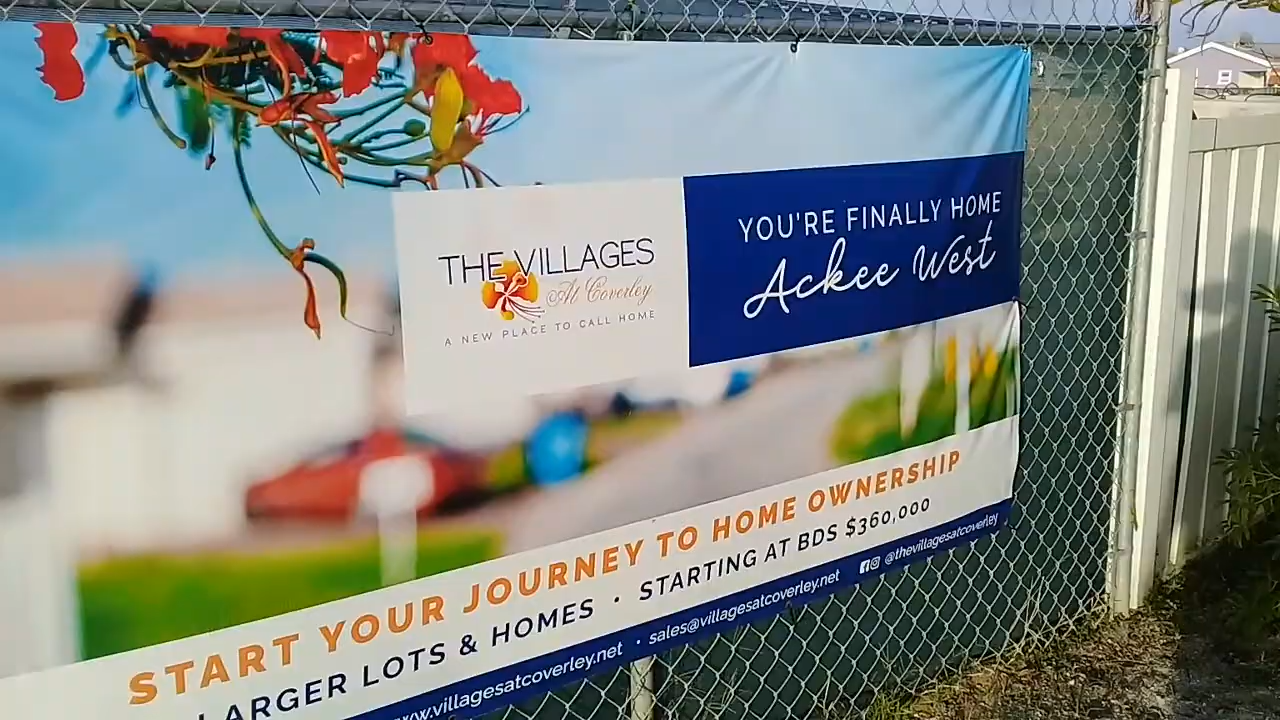 THE VILLAGES
At Coverley
A NEW PLACE TO CALL HOME
YOU'RE FINALLY HOME
Ackee West
START YOUR JOURNEY TO HOME OWNERSHIP
LARGER LOTS & HOMES · STARTING AT BDS $360,000
www.villagesatcoverley.net · sales@villagesatcoverley.net @thevillagesatcoverley